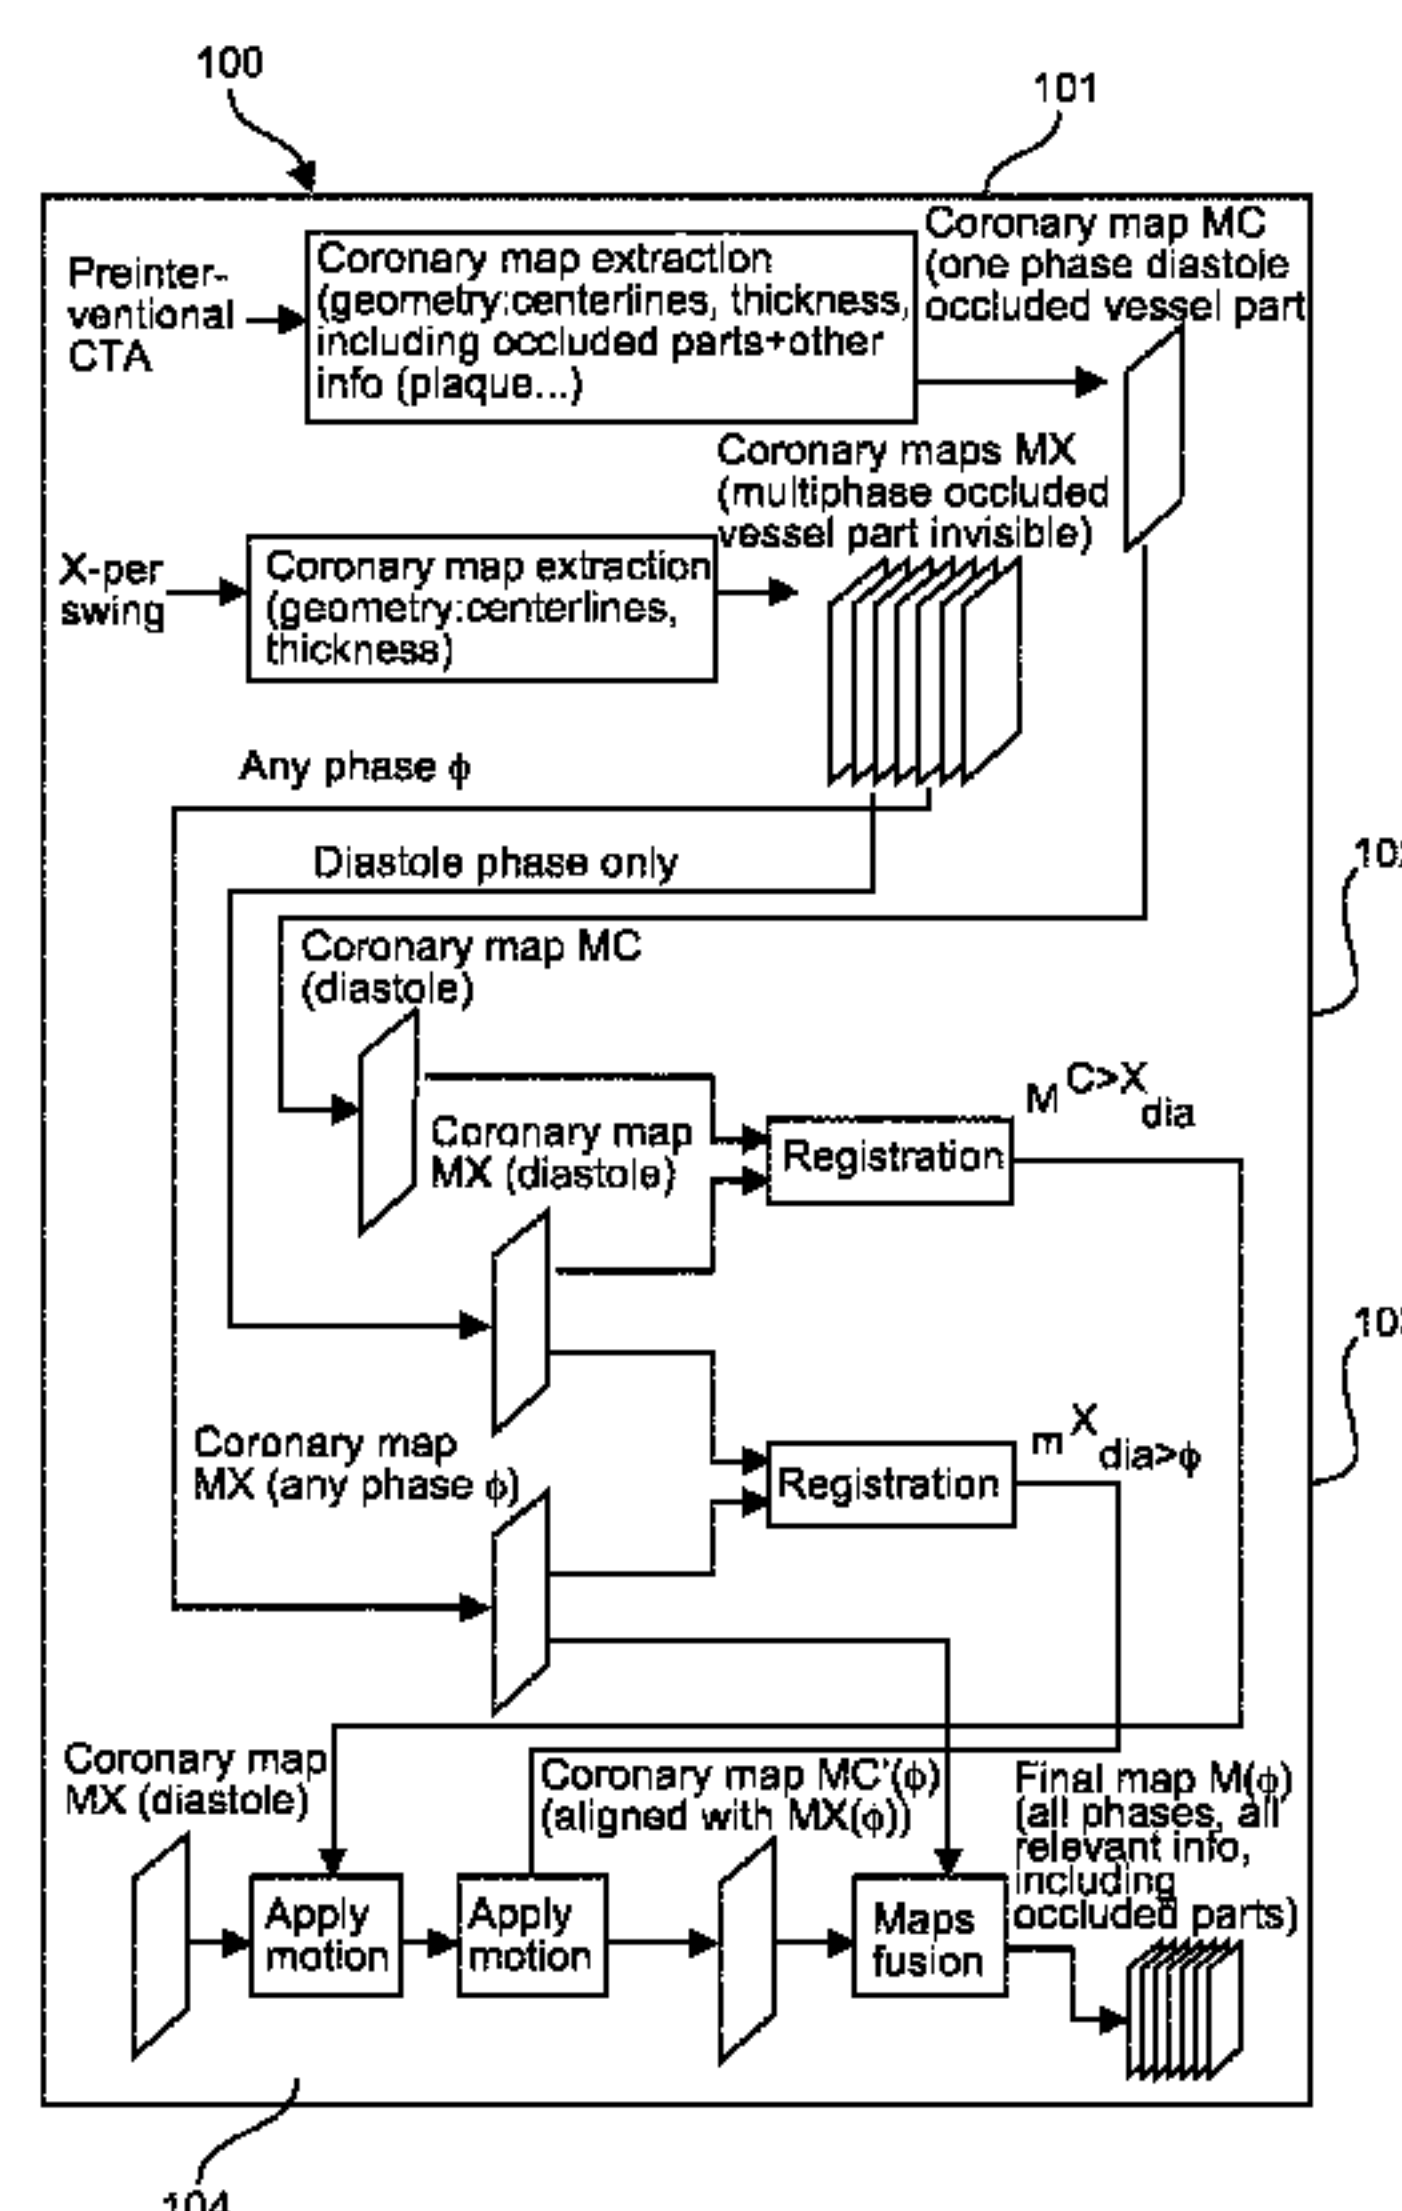 100
101
Preinter-
ventional
CTA
Coronary map extraction
(geometry:centerlines, thickness,
including occluded parts+other
info (plaque...)
Coronary map MC
(one phase diastole
occluded vessel part
Coronary maps MX
(multiphase occluded
vessel part invisible)
X-per
swing
Coronary map extraction
(geometry:centerlines,
thickness)
Any phase ϕ
Diastole phase only
Coronary map MC
(diastole)
M C>X dia
Coronary map
MX (diastole)
Registration
Coronary map
MX (any phase ϕ)
m X dia>ϕ
Registration
Coronary map
MX (diastole)
Coronary map MC'(ϕ)
(aligned with MX(ϕ))
Final map M(ϕ)
(all phases, all
relevant info,
including
occluded parts)
Apply
motion
Apply
motion
Maps
fusion
104